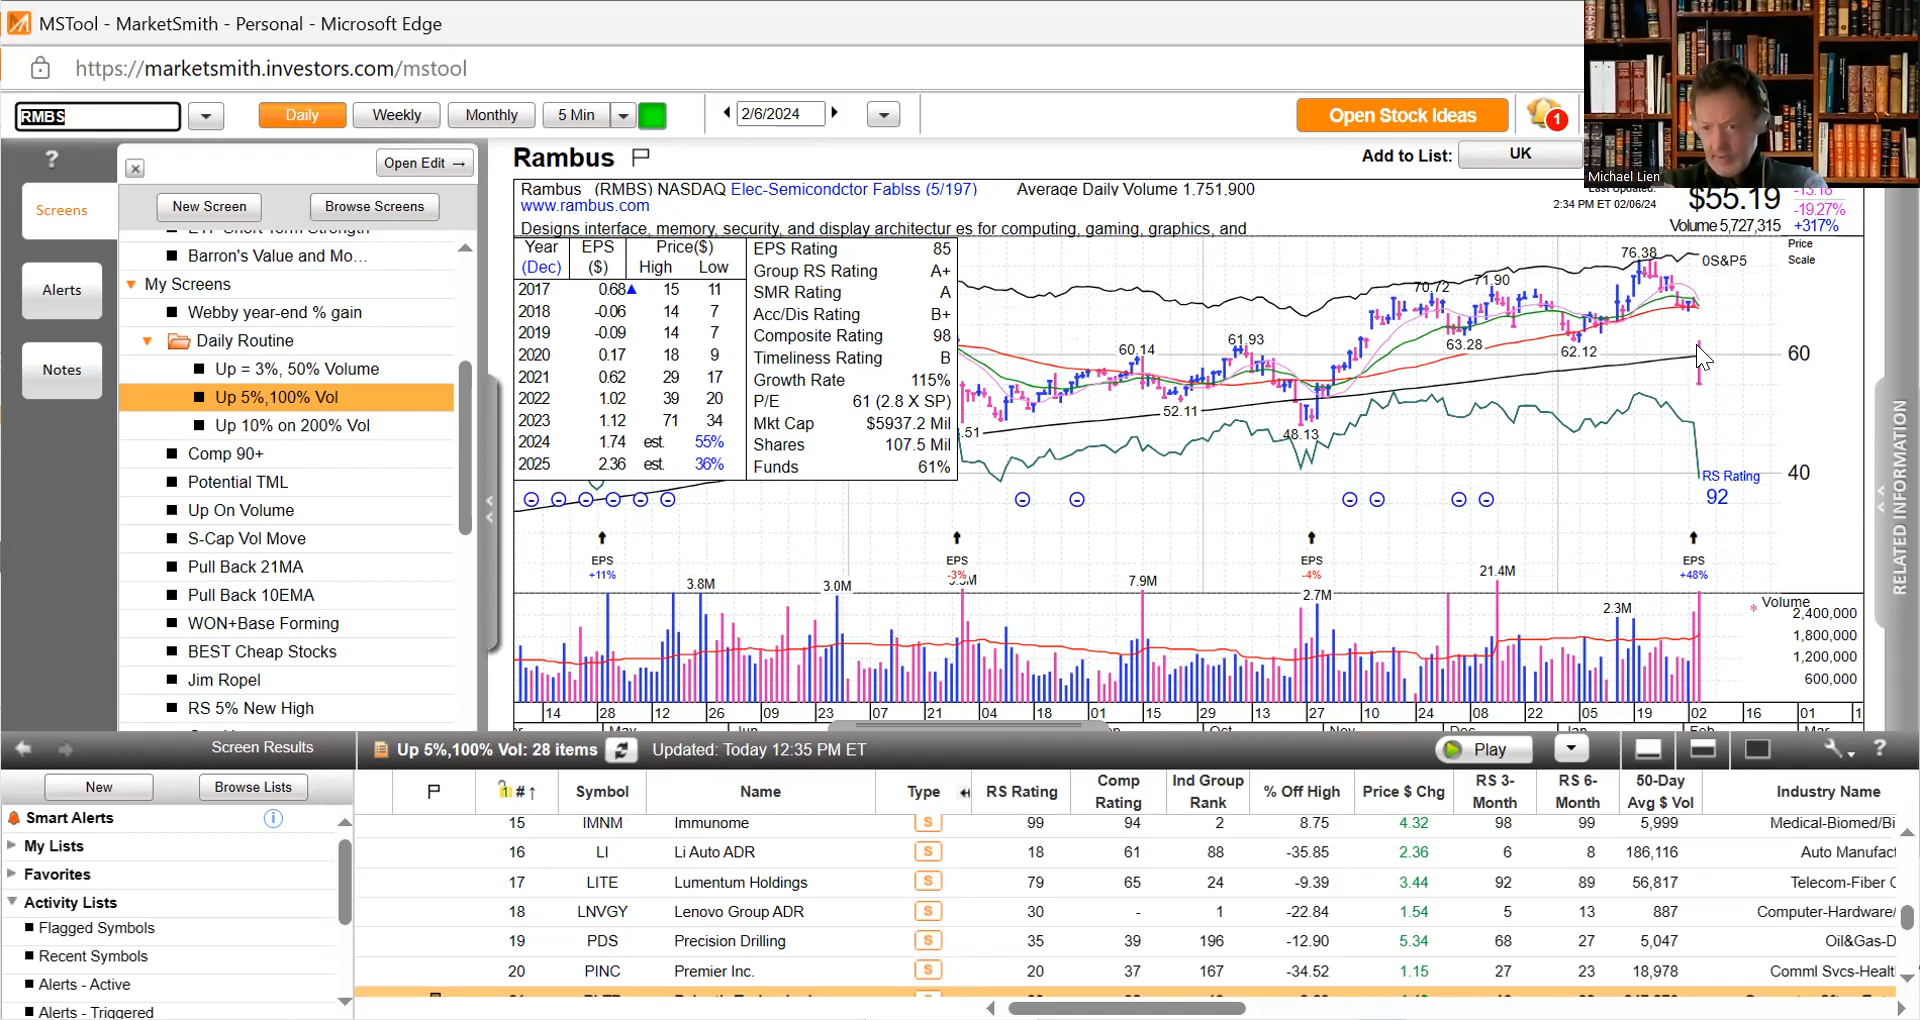 MSTool - MarketSmith - Personal - Microsoft Edge
https://marketsmith.investors.com/mstool
RMBS
Daily
Weekly
Monthly
5 Min
2/6/2024
Open Stock Ideas
1
Michael Lien
?
Screens
Alerts
Notes
Open Edit →
New Screen
Browse Screens
ETF Short Term Strength
Barron's Value and Mo...
My Screens
Webby year-end % gain
Daily Routine
Up = 3%, 50% Volume
Up 5%,100% Vol
Up 10% on 200% Vol
Comp 90+
Potential TML
Up On Volume
S-Cap Vol Move
Pull Back 21MA
Pull Back 10EMA
WON+Base Forming
BEST Cheap Stocks
Jim Ropel
RS 5% New High
Rambus
Add to List:
UK
Rambus (RMBS) NASDAQ Elec-Semicondctor Fablss (5/197) Average Daily Volume 1.751.900
www.rambus.com
Designs interface, memory, security, and display architectur es for computing, gaming, graphics, and
Last Updated:
2:34 PM ET 02/06/24
$55.19
-13.18
-19.27%
Volume 5,727,315 +317%
Year EPS Price($)
(Dec) ($) High Low
2017 0.68 15 11
2018 -0.06 14 7
2019 -0.09 14 7
2020 0.17 18 9
2021 0.62 29 17
2022 1.02 39 20
2023 1.12 71 34
2024 1.74 est. 55%
2025 2.36 est. 36%
EPS Rating 85
Group RS Rating A+
SMR Rating A
Acc/Dis Rating B+
Composite Rating 98
Timeliness Rating B
Growth Rate 115%
P/E 61 (2.8 X SP)
Mkt Cap $5937.2 Mil
Shares 107.5 Mil
Funds 61%
Price
Scale
76.38
0S&P5
70.72
71.90
60.14
61.93
63.28
62.12
60
52.11
.51
48.13
40
RS Rating
92
EPS
+11%
EPS
-3%
EPS
-4%
EPS
+48%
3.8M
3.0M
7.9M
2.7M
21.4M
2.3M
Volume
2,400,000
1,800,000
1,200,000
600,000
14 28 12 26 09 23 07 21 04 18 01 15 29 13 27 10 24 08 22 05 19 02 16 01 1
May Jun Oct Nov Dec Jan Feb Mar
RELATED INFORMATION
Screen Results
Up 5%,100% Vol: 28 items
Updated: Today 12:35 PM ET
Play
?
New
Browse Lists
Smart Alerts
My Lists
Favorites
Activity Lists
Flagged Symbols
Recent Symbols
Alerts - Active
Alerts - Triggered
1 # ↑ Symbol Name Type RS Rating Comp Rating Ind Group Rank % Off High Price $ Chg RS 3-Month RS 6-Month 50-Day Avg $ Vol Industry Name
15 IMNM Immunome S 99 94 2 8.75 4.32 98 99 5,999 Medical-Biomed/Bi
16 LI Li Auto ADR S 18 61 88 -35.85 2.36 6 8 186,116 Auto Manufact
17 LITE Lumentum Holdings S 79 65 24 -9.39 3.44 92 89 56,817 Telecom-Fiber C
18 LNVGY Lenovo Group ADR S 30 - 1 -22.84 1.54 5 13 887 Computer-Hardware/
19 PDS Precision Drilling S 35 39 196 -12.90 5.34 68 27 5,047 Oil&Gas-D
20 PINC Premier Inc. S 20 37 167 -34.52 1.15 27 23 18,978 Comml Svcs-Healt